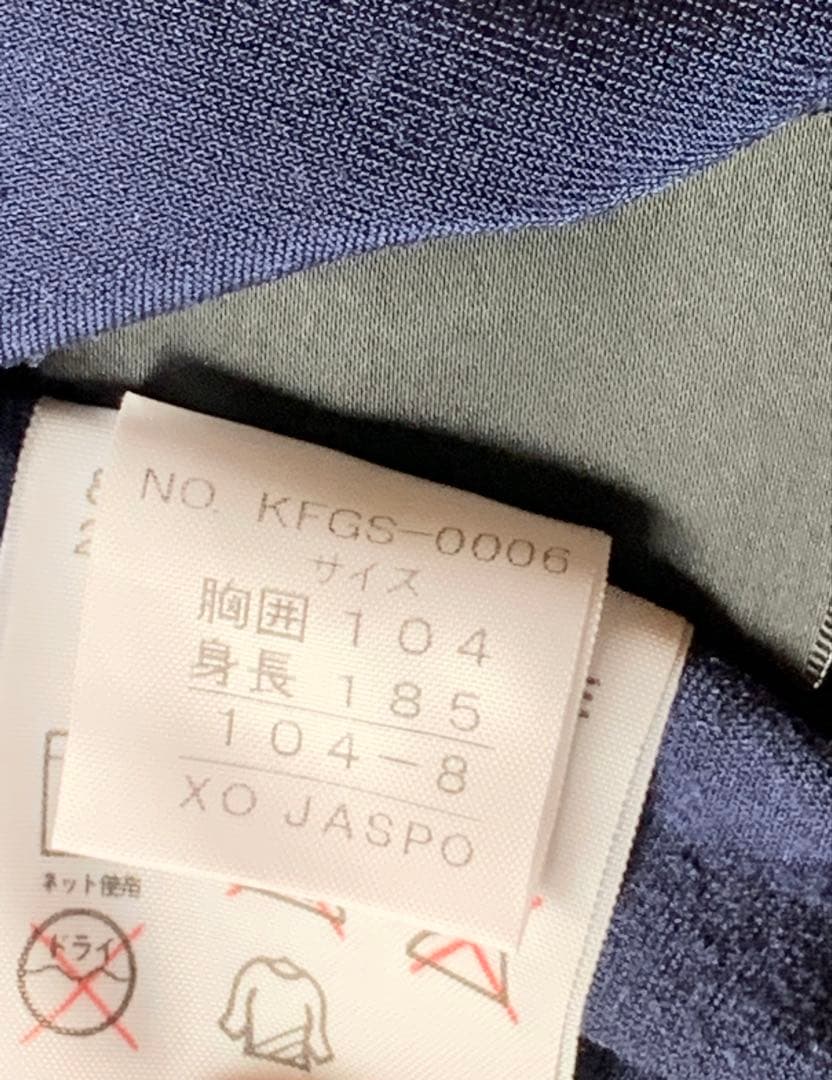 NO. KFGS-0006
サイズ
胸囲 104
身長 185
104-8
XO JASPO
ネット使用
ドライ